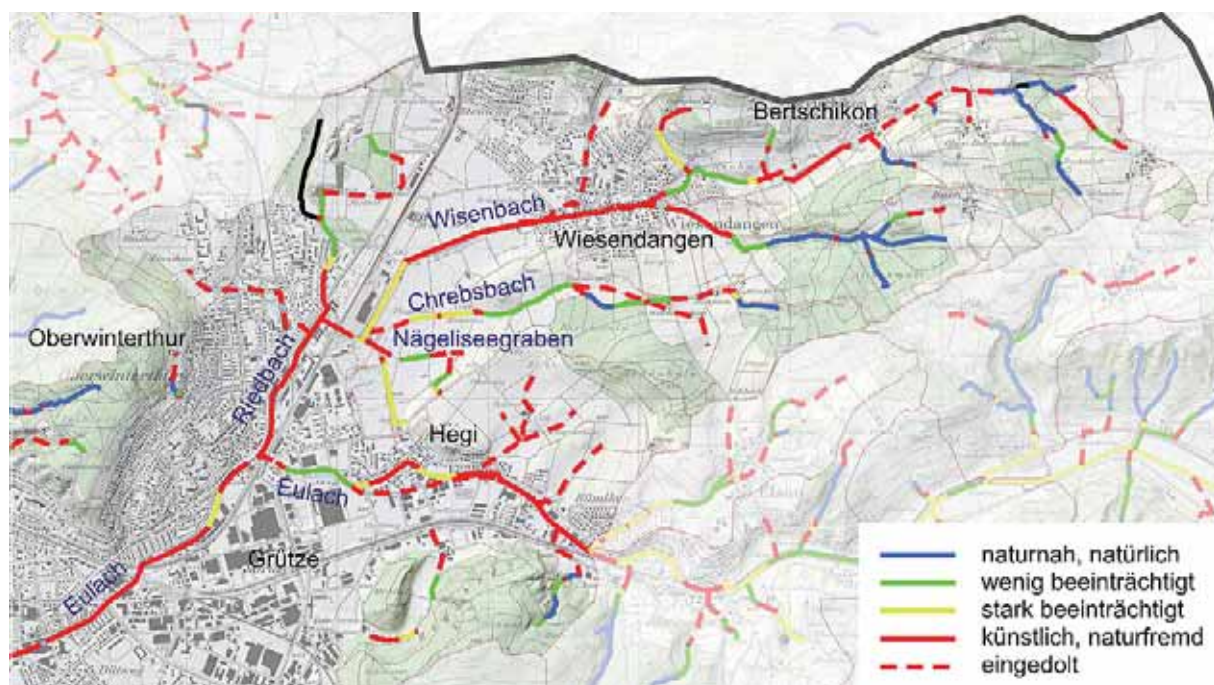 Bertschikon
Wisenbach
Wiesendangen
Wiesendangen
Chrebsbach
Oberwinterthur
Nägeliseegraben
Riedbach
Hegi
Eulach
Grütze
Eulach
naturnah, natürlich
wenig beeinträchtigt
stark beeinträchtigt
künstlich, naturfremd
eingedolt